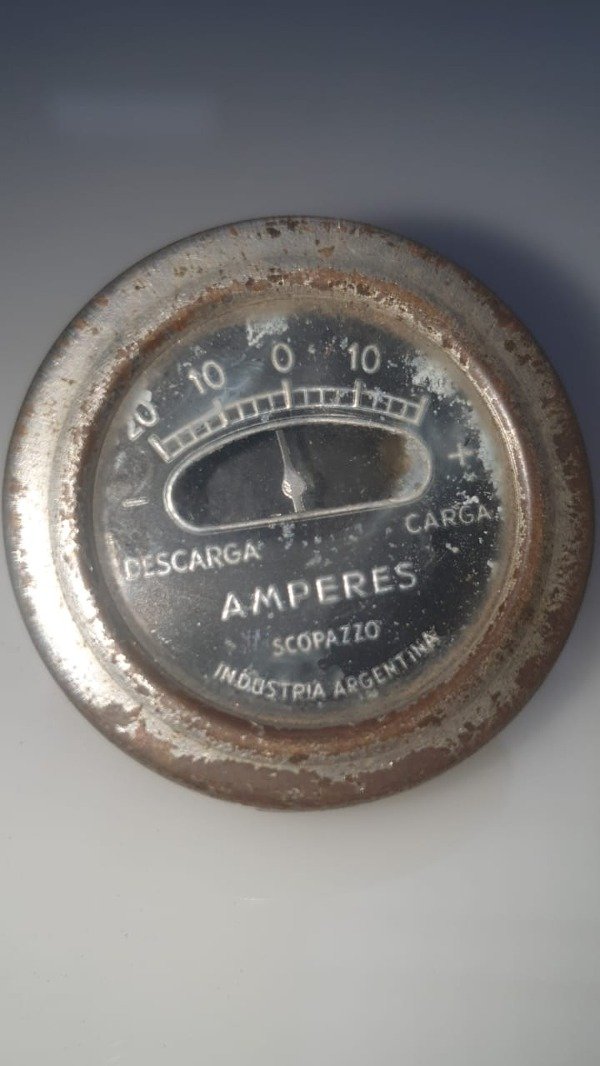 20 10 0 10
- +
DESCARGA CARGA
AMPERES
SCOPAZZO
INDUSTRIA ARGENTINA